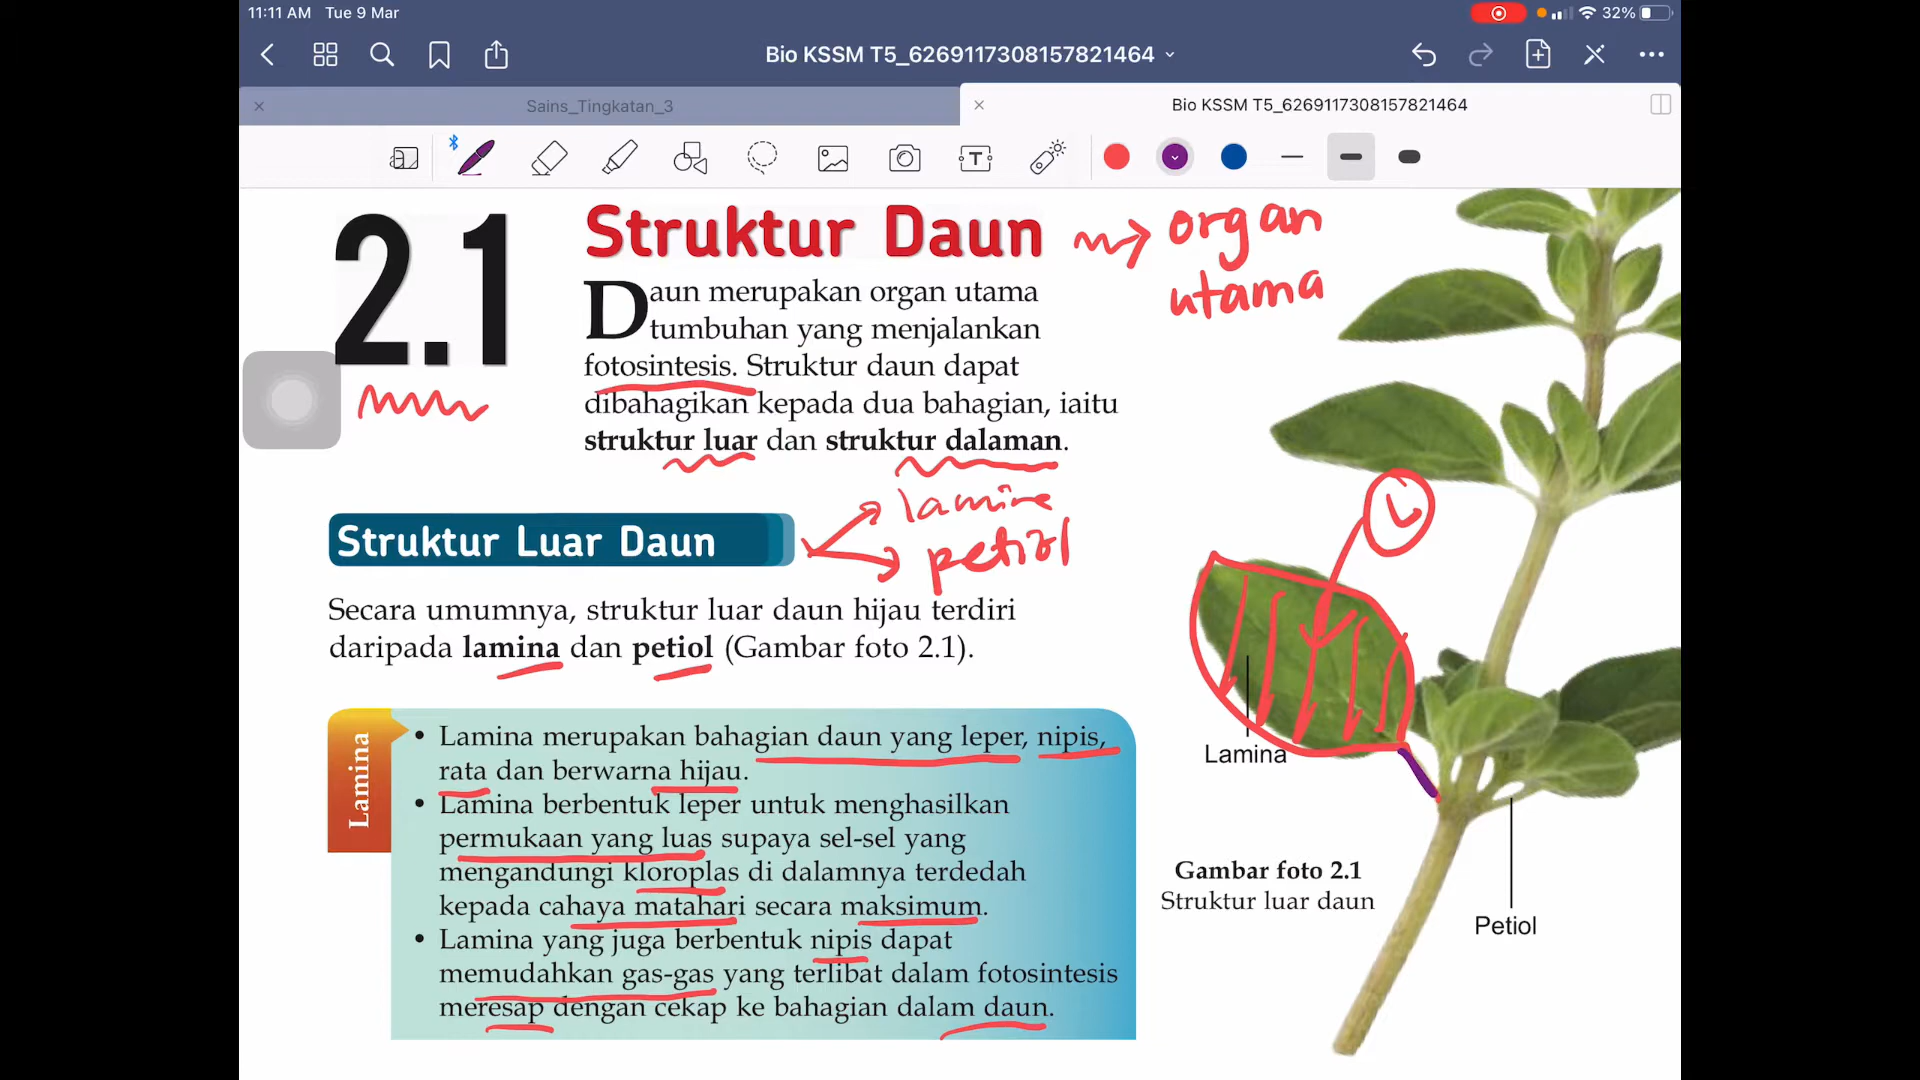 11:11 AM Tue 9 Mar
32%
Bio KSSM T5_6269117308157821464
Sains_Tingkatan_3
Bio KSSM T5_6269117308157821464
T
2.1
Struktur Daun
organ
utama
Daun merupakan organ utama
tumbuhan yang menjalankan
fotosintesis. Struktur daun dapat
dibahagikan kepada dua bahagian, iaitu
struktur luar dan struktur dalaman.
lamina
petiol
L
Struktur Luar Daun
Secara umumnya, struktur luar daun hijau terdiri
daripada lamina dan petiol (Gambar foto 2.1).
Lamina
• Lamina merupakan bahagian daun yang leper, nipis,
rata dan berwarna hijau.
• Lamina berbentuk leper untuk menghasilkan
permukaan yang luas supaya sel-sel yang
mengandungi kloroplas di dalamnya terdedah
kepada cahaya matahari secara maksimum.
• Lamina yang juga berbentuk nipis dapat
memudahkan gas-gas yang terlibat dalam fotosintesis
meresap dengan cekap ke bahagian dalam daun.
Lamina
Gambar foto 2.1
Struktur luar daun
Petiol